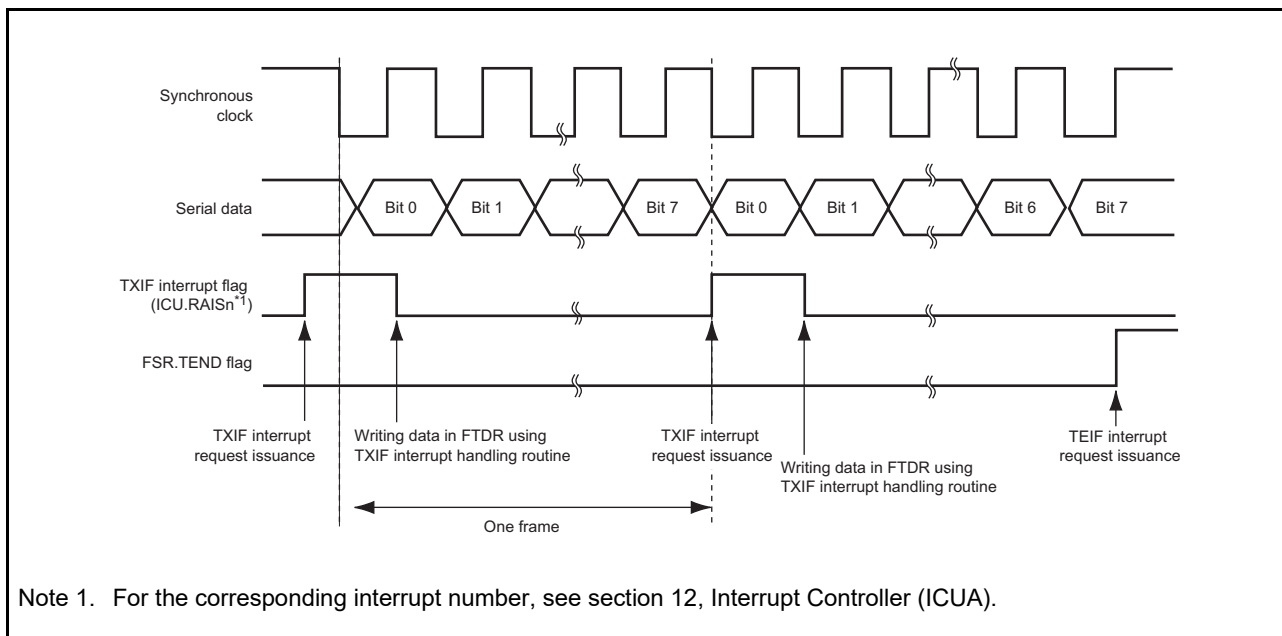 Synchronous
clock
Serial data
Bit 0
Bit 1
Bit 7
Bit 0
Bit 1
Bit 6
Bit 7
TXIF interrupt flag
(ICU.RAISn*1)
FSR.TEND flag
TXIF interrupt
request issuance
Writing data in FTDR using
TXIF interrupt handling routine
TXIF interrupt
request issuance
Writing data in FTDR using
TXIF interrupt handling routine
TEIF interrupt
request issuance
One frame
Note 1. For the corresponding interrupt number, see section 12, Interrupt Controller (ICUA).